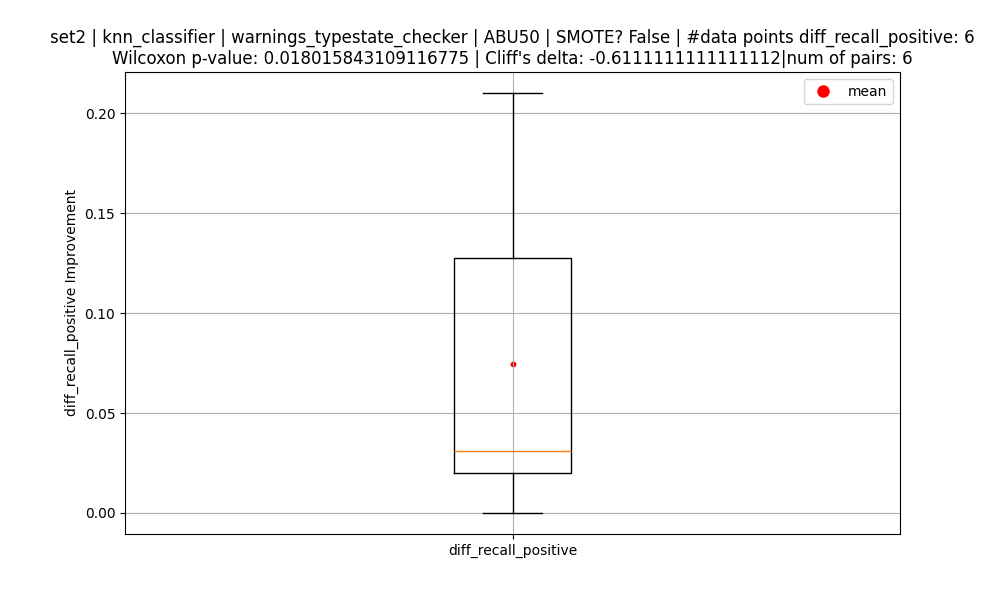 set2 | knn_classifier | warnings_typestate_checker | ABU50 | SMOTE? False | #data points diff_recall_positive: 6
Wilcoxon p-value: 0.018015843109116775 | Cliff's delta: -0.6111111111111112|num of pairs: 6
mean
0.20
0.15
0.10
0.05
0.00
diff_recall_positive Improvement
diff_recall_positive